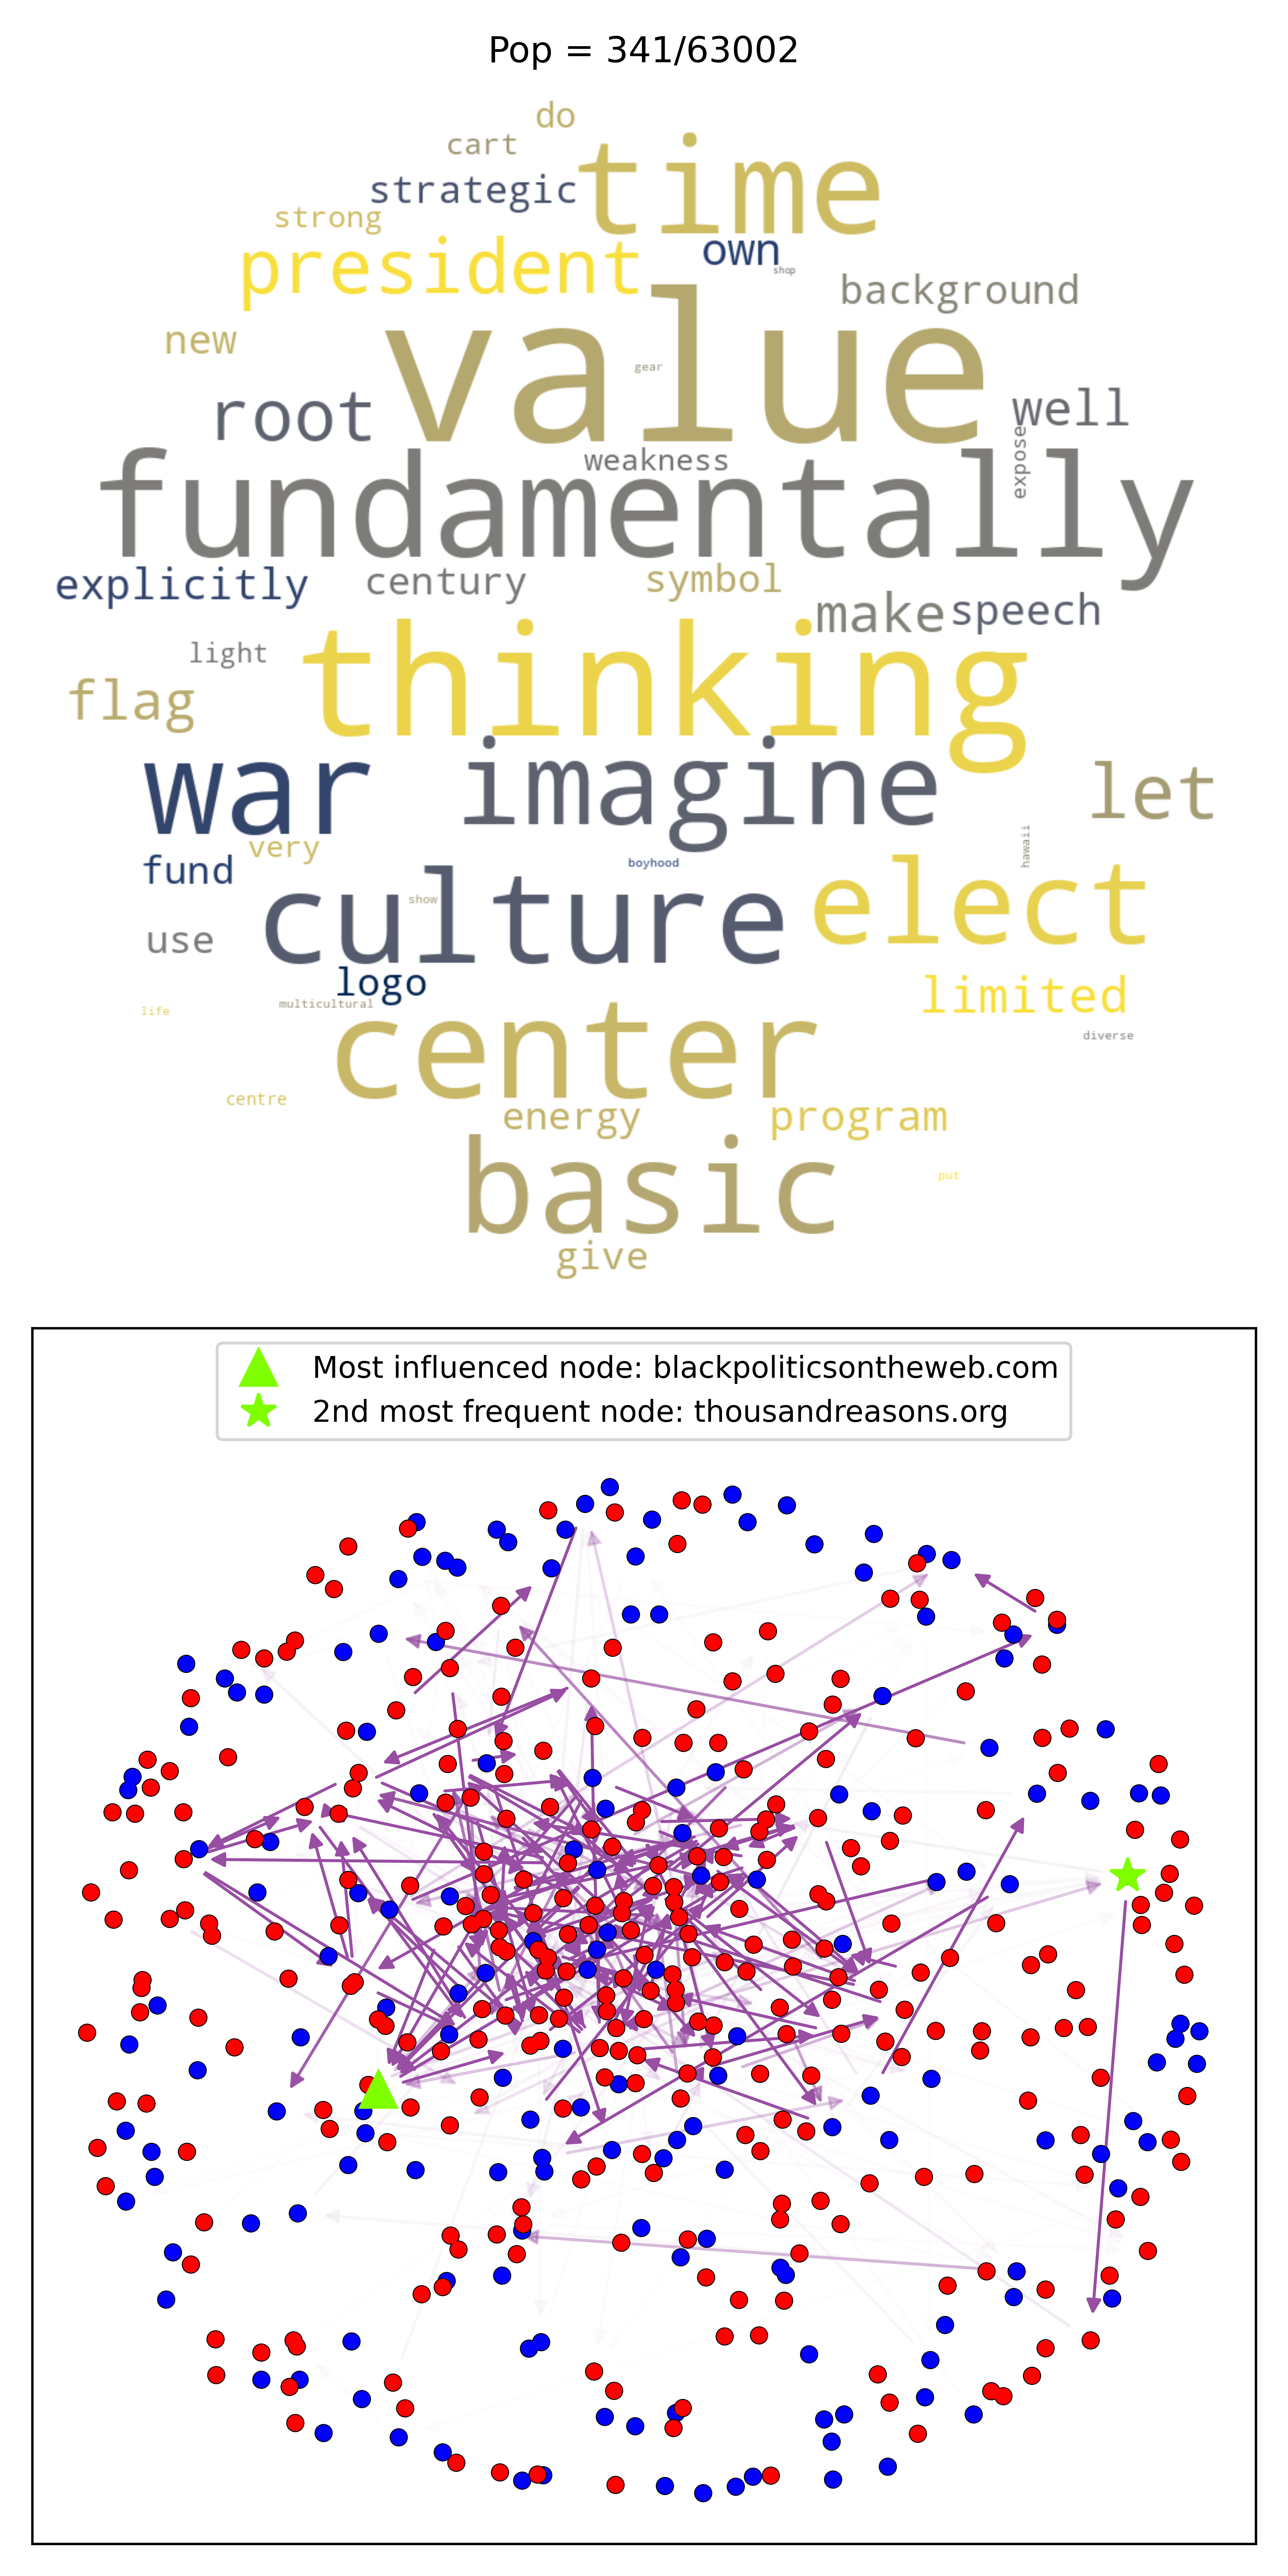 Pop = 341/63002
do
cart
time
strategic
strong
own
president
shop
background
new
value
gear
root
well
weakness
expose
fundamentally
explicitly
century
symbol
make
speech
light
thinking
flag
war
imagine
let
very
fund
boyhood
hawaii
culture
show
elect
use
logo
limited
multicultural
life
center
diverse
centre
energy
program
basic
put
give
Most influenced node: blackpoliticsontheweb.com
2nd most frequent node: thousandreasons.org